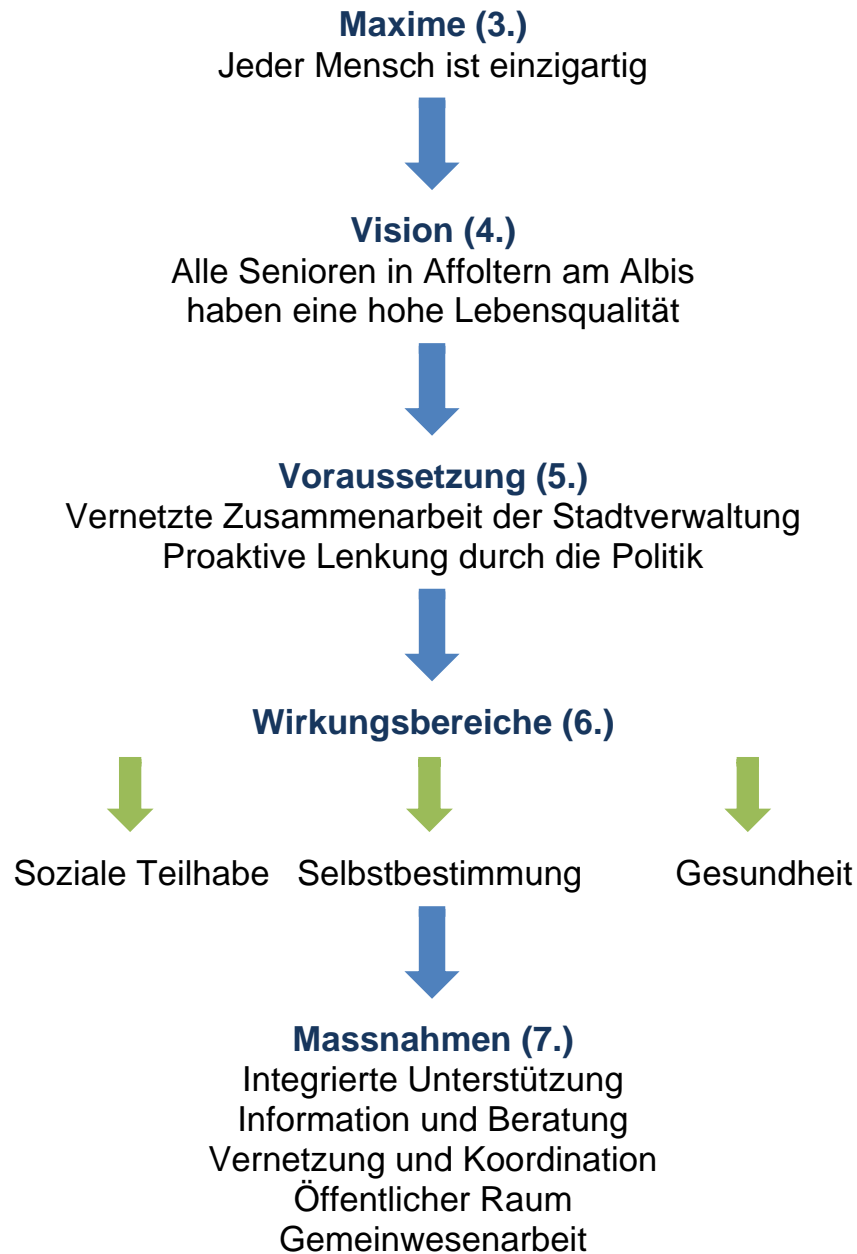 Maxime (3.)
Jeder Mensch ist einzigartig
Vision (4.)
Alle Senioren in Affoltern am Albis
haben eine hohe Lebensqualität
Voraussetzung (5.)
Vernetzte Zusammenarbeit der Stadtverwaltung
Proaktive Lenkung durch die Politik
Wirkungsbereiche (6.)
Soziale Teilhabe Selbstbestimmung Gesundheit
Massnahmen (7.)
Integrierte Unterstützung
Information und Beratung
Vernetzung und Koordination
Öffentlicher Raum
Gemeinwesenarbeit